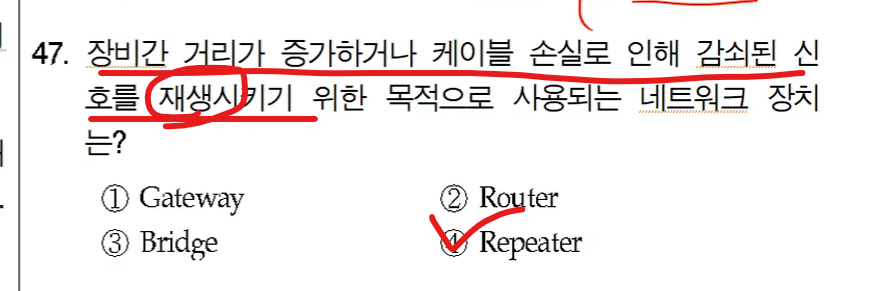 47. 장비간 거리가 증가하거나 케이블 손실로 인해 감쇠된 신
호를 재생시키기 위한 목적으로 사용되는 네트워크 장치
는?
① Gateway ② Router
③ Bridge ④ Repeater